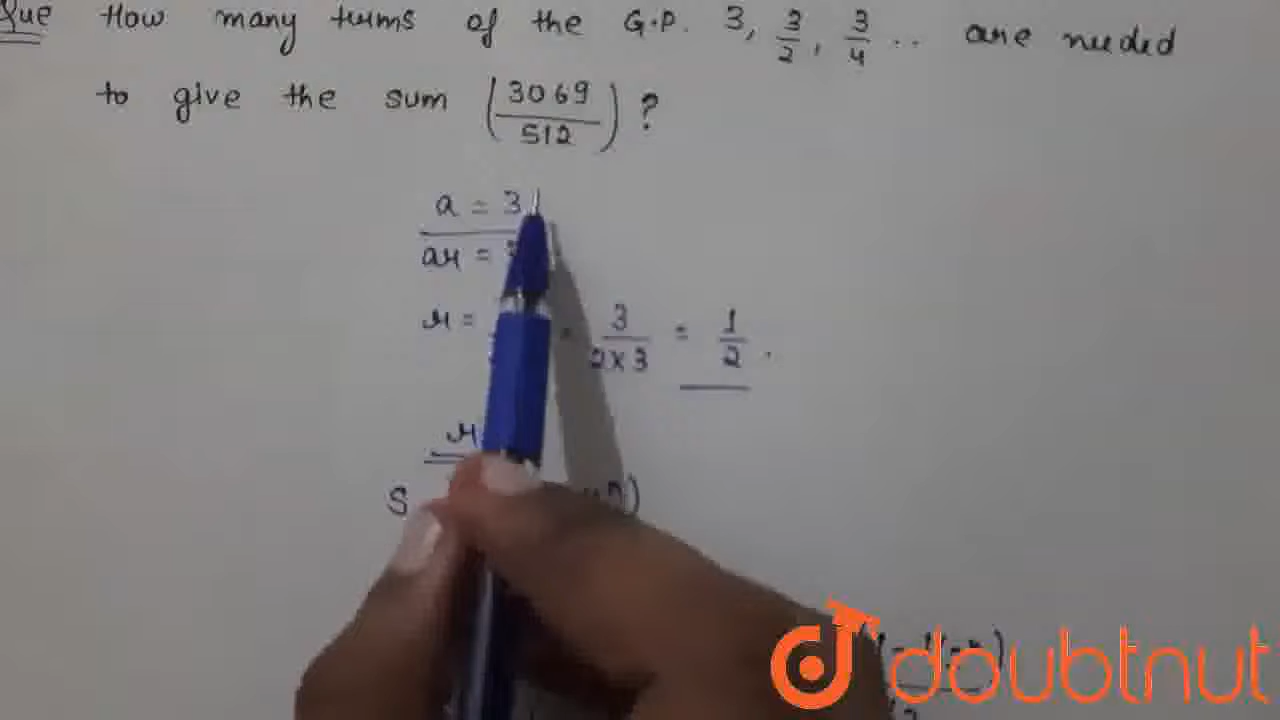 Que How many terms of the G.P. 3, 3/2, 3/4 .. are needed
to give the sum (3069/512) ?
a = 3
ar =
r = = 3/(2×3) = 1/2 .
r
S
doubtnut